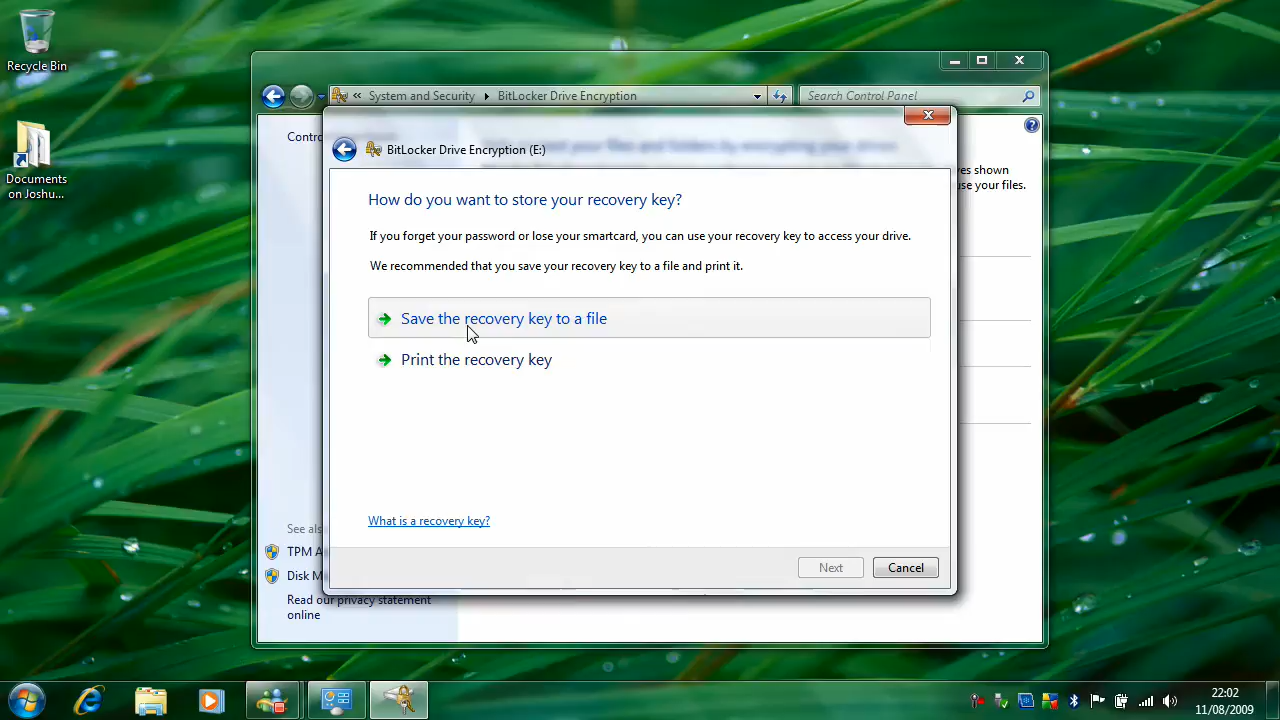 Recycle Bin
Documents
on Joshu...
System and Security
BitLocker Drive Encryption
Search Control Panel
BitLocker Drive Encryption (E:)
How do you want to store your recovery key?
If you forget your password or lose your smartcard, you can use your recovery key to access your drive.
We recommended that you save your recovery key to a file and print it.
Save the recovery key to a file
Print the recovery key
What is a recovery key?
Next
Cancel
es shown
use your files.
See als
TPM A
Disk M
Read our privacy statement
online
22:02
11/08/2009